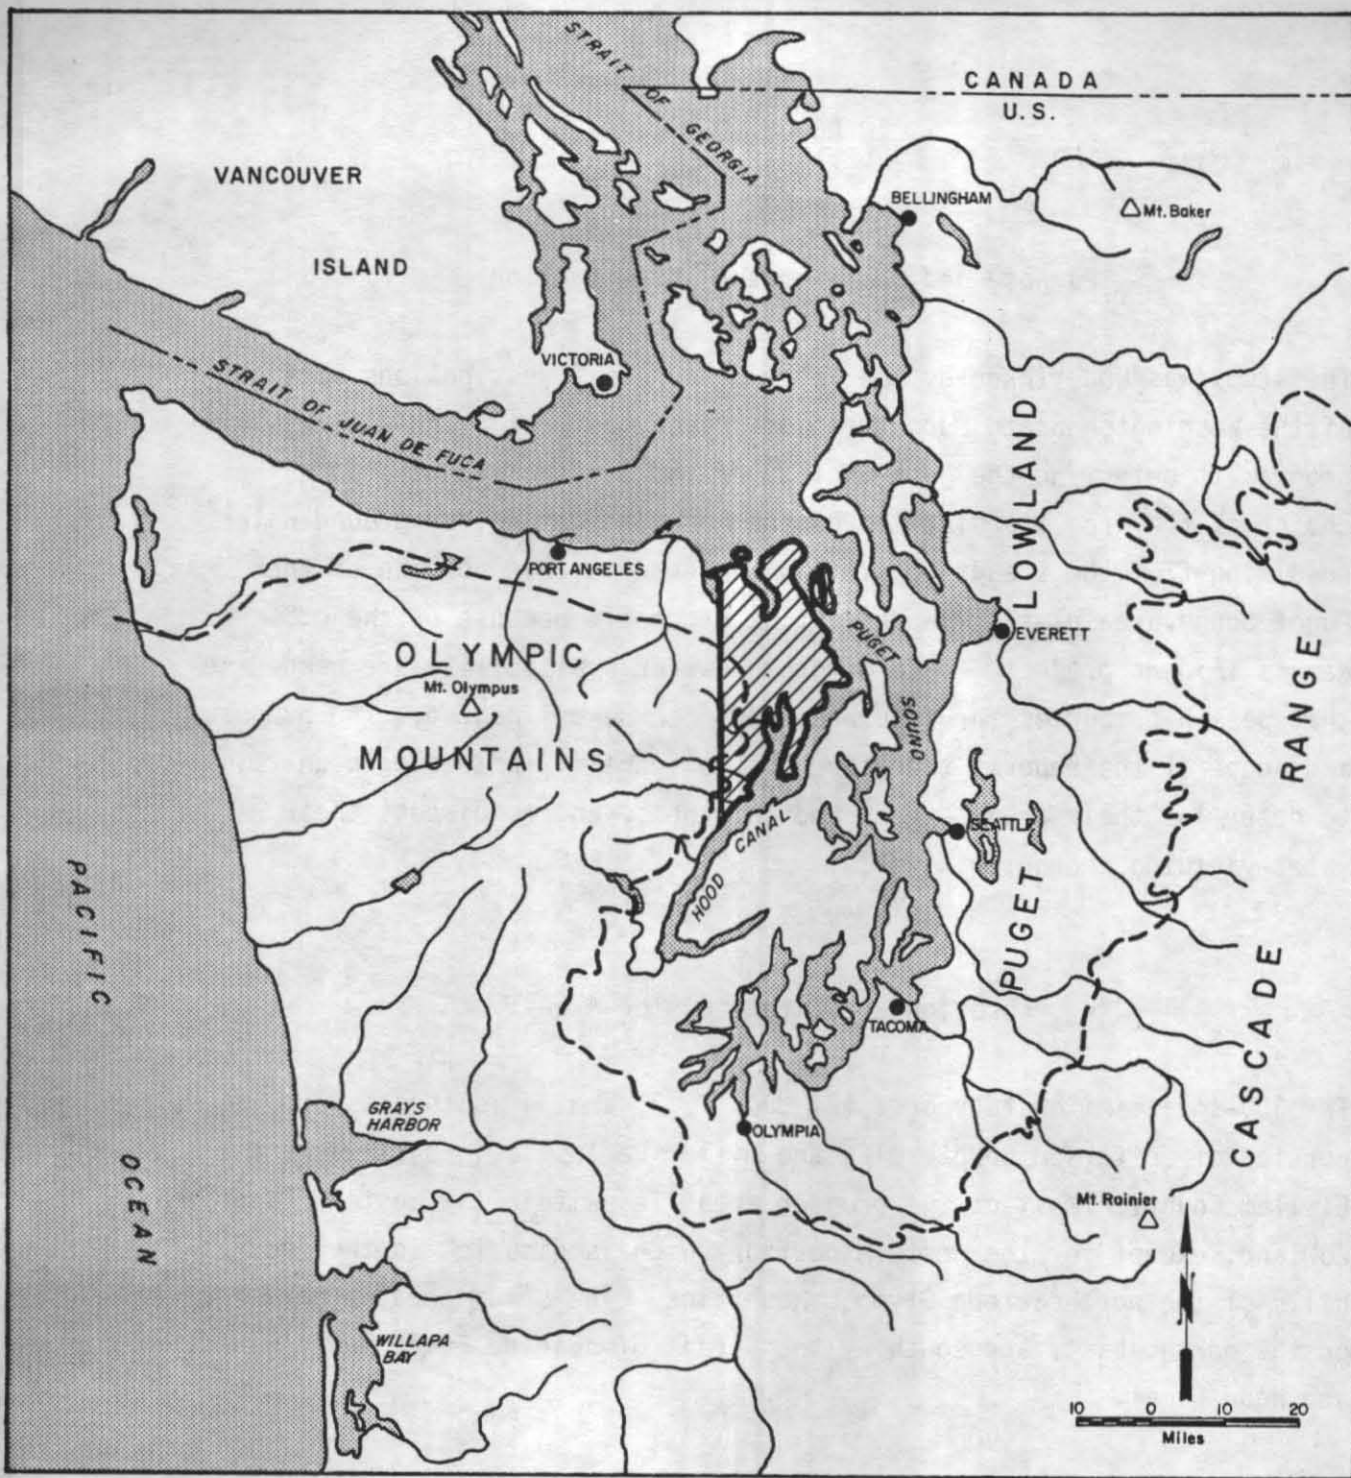 STRAIT OF GEORGIA
CANADA
U.S.
VANCOUVER
ISLAND
BELLINGHAM
Mt. Baker
VICTORIA
STRAIT OF JUAN DE FUCA
PORT ANGELES
LOWLAND
EVERETT
PUGET
SOUND
OLYMPIC
Mt. Olympus
MOUNTAINS
RANGE
SEATTLE
HOOD CANAL
PUGET
PACIFIC
TACOMA
CASCADE
GRAYS
HARBOR
OLYMPIA
OCEAN
Mt. Rainier
WILLAPA
BAY
N
10 0 10 20
Miles